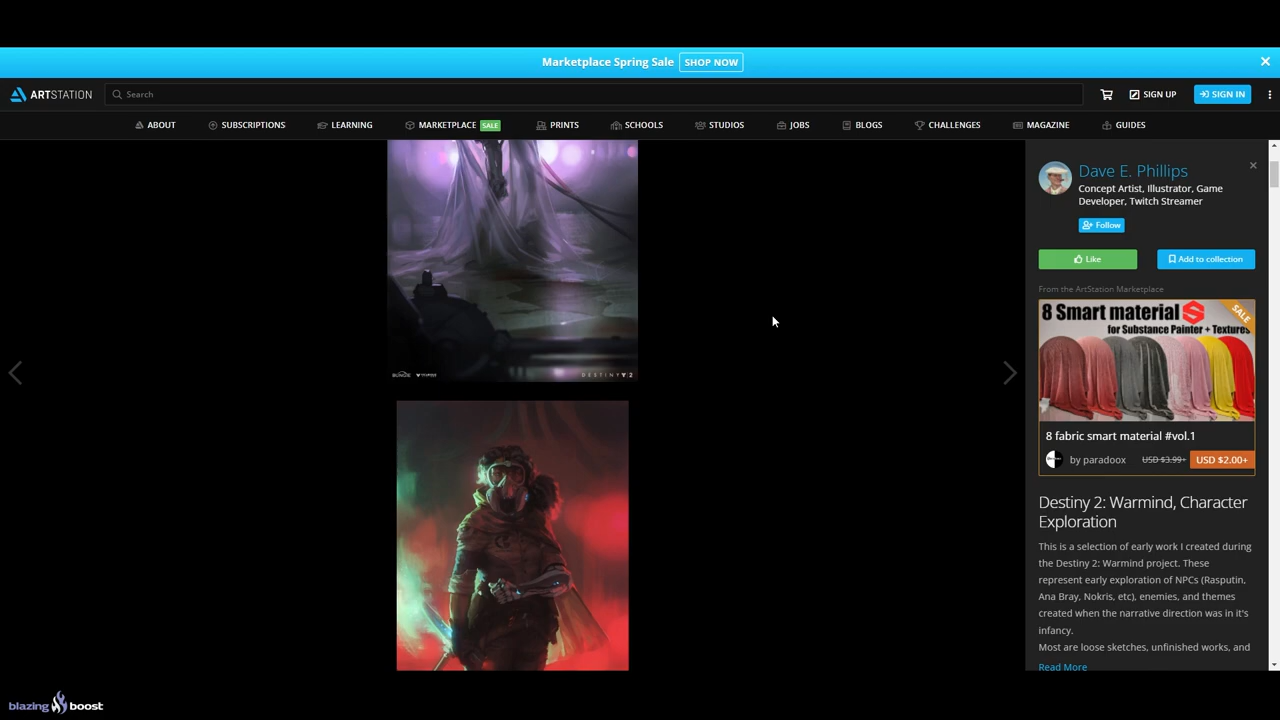 Marketplace Spring Sale SHOP NOW
ARTSTATION Search SIGN UP SIGN IN
ABOUT SUBSCRIPTIONS LEARNING MARKETPLACE SALE PRINTS SCHOOLS STUDIOS JOBS BLOGS CHALLENGES MAGAZINE GUIDES
Dave E. Phillips
Concept Artist, Illustrator, Game
Developer, Twitch Streamer
Follow
Like Add to collection
From the ArtStation Marketplace
8 Smart material
for Substance Painter + Textures
SALE
8 fabric smart material #vol.1
by paradoox USD $3.99+ USD $2.00+
Destiny 2: Warmind, Character
Exploration
This is a selection of early work I created during
the Destiny 2: Warmind project. These
represent early exploration of NPCs (Rasputin,
Ana Bray, Nokris, etc), enemies, and themes
created when the narrative direction was in it's
infancy.
Most are loose sketches, unfinished works, and
Read More
BUNGIE
DESTINY 2
blazing boost